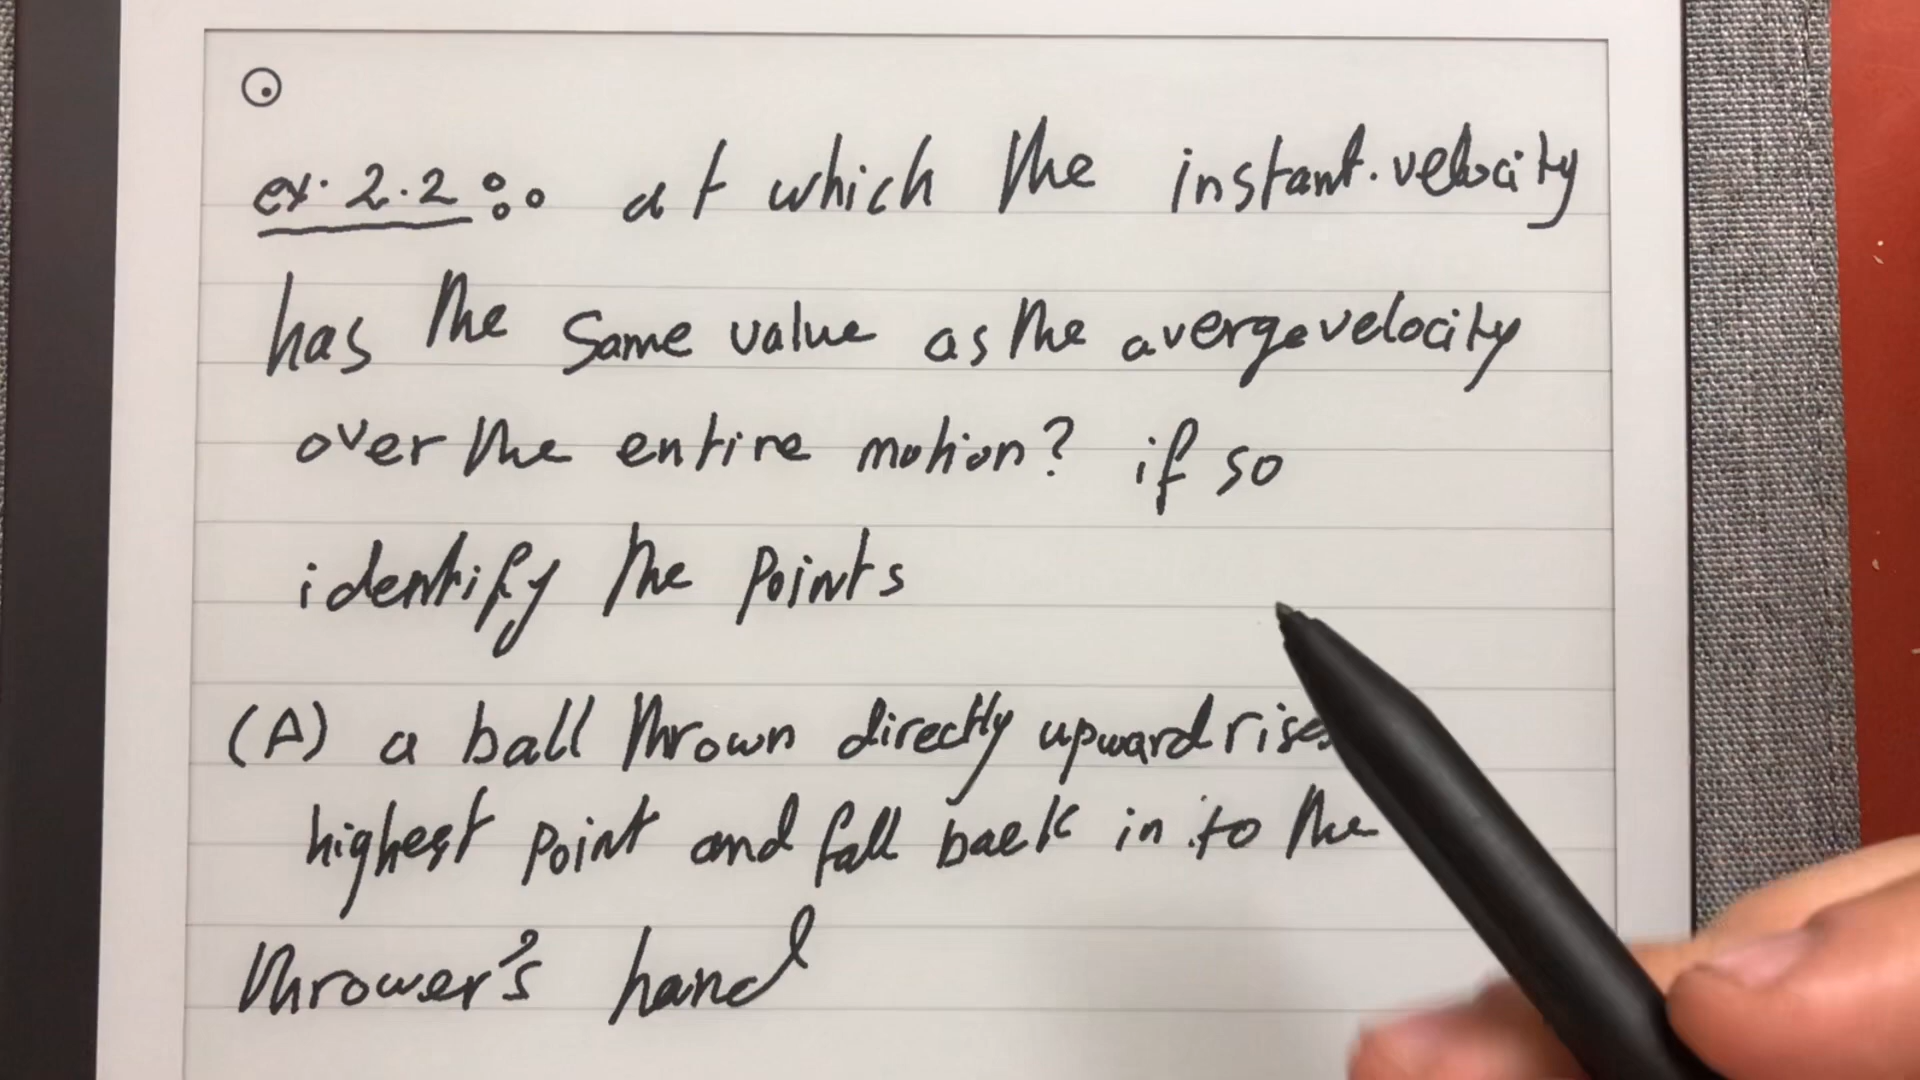 ex. 2.2 : at which the instant. velocity
has the same value as the averge velocity
over the entire motion? if so
identify the points
(A) a ball thrown directly upward rises
highest point and fall back in to the
thrower's hand